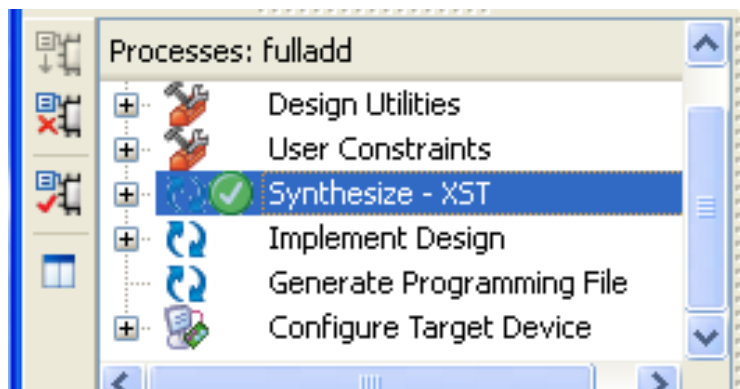 Processes: fulladd
Design Utilities
User Constraints
Synthesize - XST
Implement Design
Generate Programming File
Configure Target Device